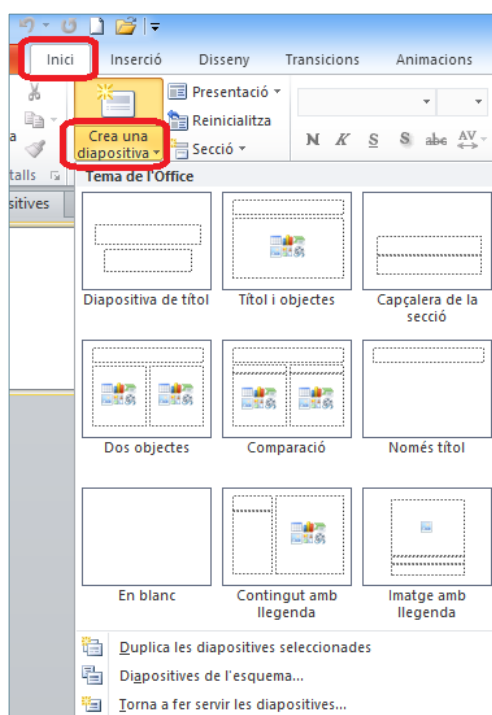 Inici Inserció Disseny Transicions Animacions
Presentació
Reinicialitza
Crea una
diapositiva
Secció
N K S S abc AV
talls
Tema de l'Office
sitives
Diapositiva de títol Títol i objectes Capçalera de la
secció
Dos objectes Comparació Només títol
En blanc Contingut amb
llegenda
Imatge amb
llegenda
Duplica les diapositives seleccionades
Diapositives de l'esquema...
Torna a fer servir les diapositives...